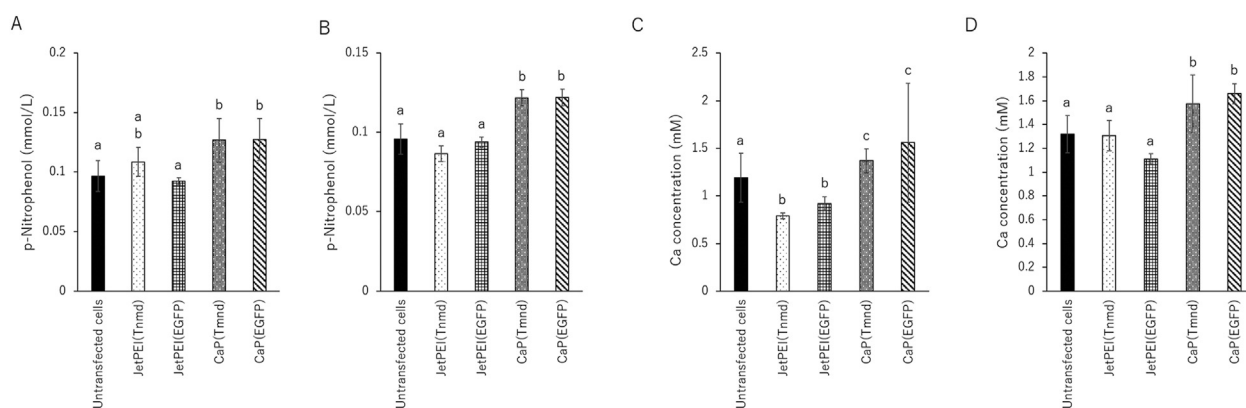 A
p-Nitrophenol (mmol/L)
0.2
0.15
0.1
0.05
0
a
a
b
a
b
b
Untransfected cells
JetPEI(Tnmd)
JetPEI(EGFP)
CaP(Tmnd)
CaP(EGFP)
B
p-Nitrophenol (mmol/L)
0.15
0.1
0.05
0
a
a
a
b
b
Untransfected cells
JetPEI(Tnmd)
JetPEI(EGFP)
CaP(Tmnd)
CaP(EGFP)
C
Ca concentration (mM)
2.5
2
1.5
1
0.5
0
a
b
b
c
c
Untransfected cells
JetPEI(Tnmd)
JetPEI(EGFP)
CaP(Tmnd)
CaP(EGFP)
D
Ca concentration (mM)
2
1.8
1.6
1.4
1.2
1
0.8
0.6
0.4
0.2
0
a
a
a
b
b
Untransfected cells
JetPEI(Tnmd)
JetPEI(EGFP)
CaP(Tmnd)
CaP(EGFP)